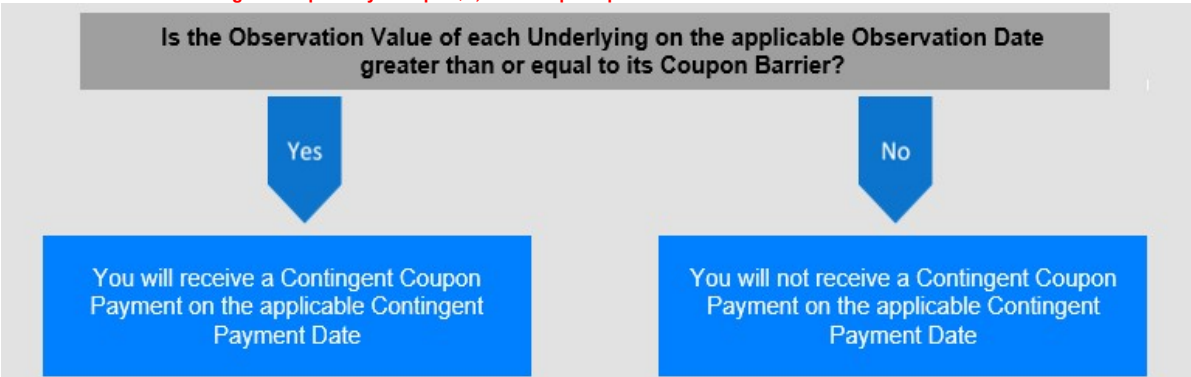 Is the Observation Value of each Underlying on the applicable Observation Date
greater than or equal to its Coupon Barrier?
Yes
No
You will receive a Contingent Coupon
Payment on the applicable Contingent
Payment Date
You will not receive a Contingent Coupon
Payment on the applicable Contingent
Payment Date